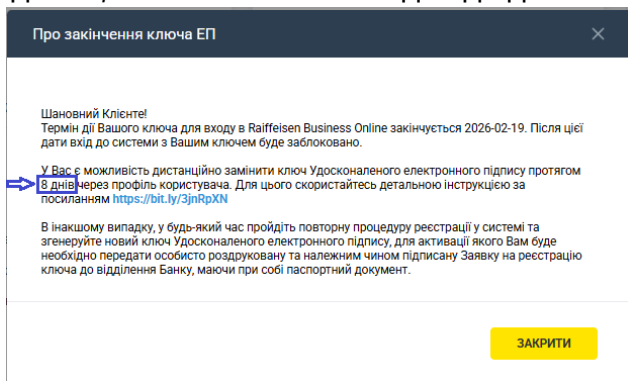 Про закінчення ключа ЕП
Шановний Клієнте!
Термін дії Вашого ключа для входу в Raiffeisen Business Online закінчується 2026-02-19. Після цієї
дати вхід до системи з Вашим ключем буде заблоковано.
У Вас є можливість дистанційно замінити ключ Удосконаленого електронного підпису протягом
8 днів через профіль користувача. Для цього скористайтесь детальною інструкцією за
посиланням https://bit.ly/3jnRpXN
В інакшому випадку, у будь-який час пройдіть повторну процедуру реєстрації у системі та
згенеруйте новий ключ Удосконаленого електронного підпису, для активації якого Вам буде
необхідно передати особисто роздруковану та належним чином підписану Заявку на реєстрацію
ключа до відділення Банку, маючи при собі паспортний документ.
ЗАКРИТИ